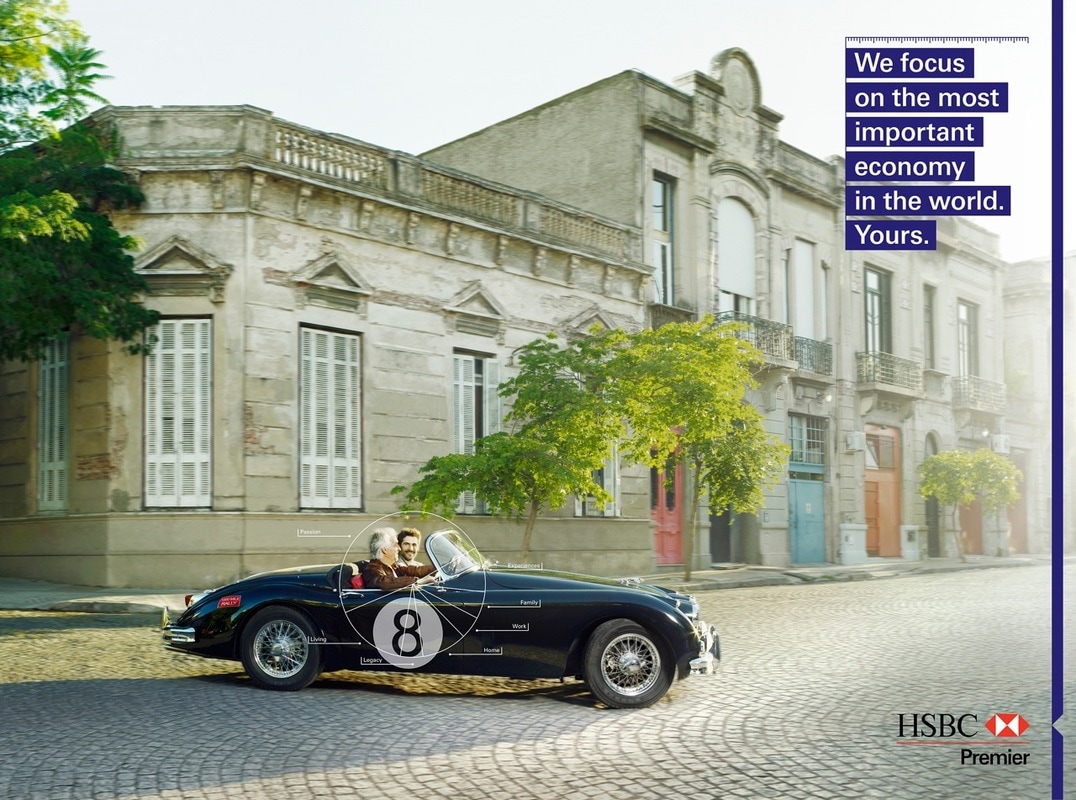 We focus
on the most
important
economy
in the world.
Yours.
Passion
Experiences
Family
Work
Home
Living
Legacy
8
RALLY
HSBC
Premier